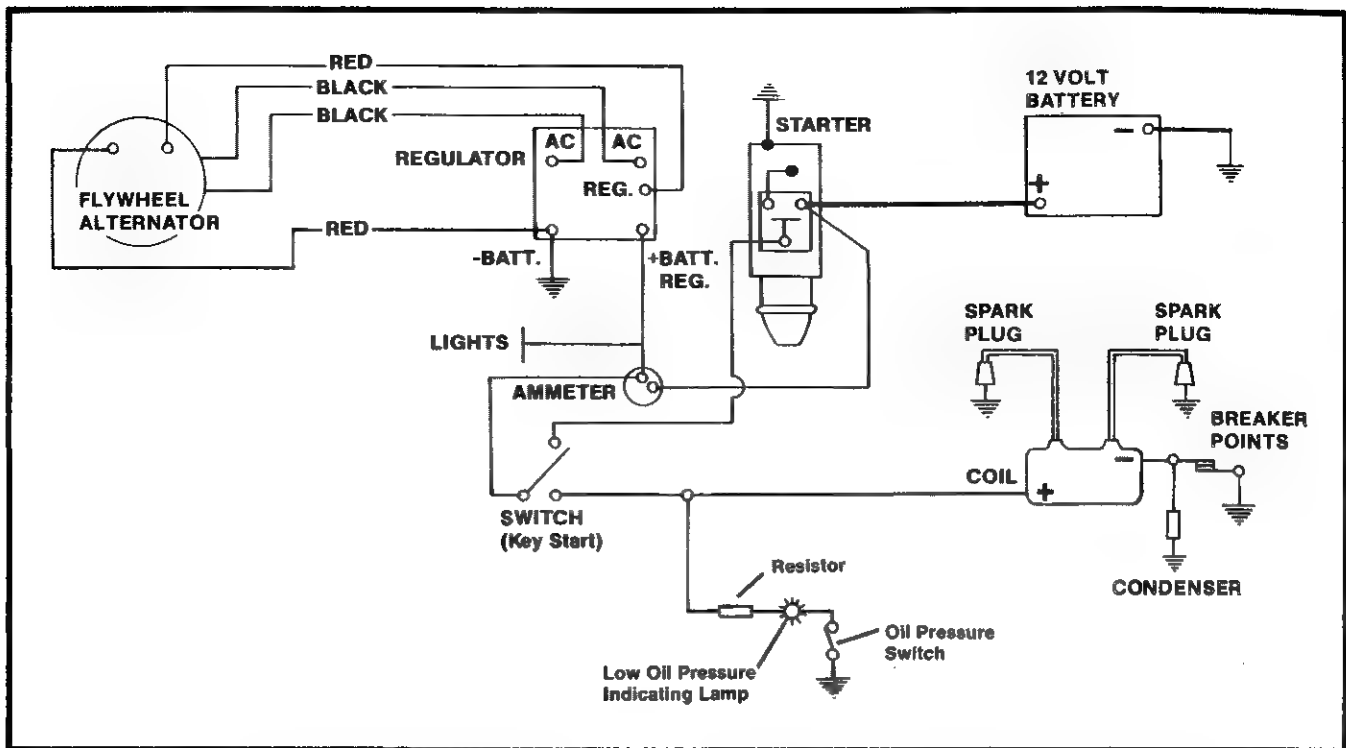 RED
BLACK
BLACK
12 VOLT
BATTERY
STARTER
AC AC
REGULATOR
REG.
FLYWHEEL
ALTERNATOR
RED
-BATT.
+BATT.
REG.
−
+
LIGHTS
AMMETER
SPARK
PLUG
SPARK
PLUG
BREAKER
POINTS
COIL
−
+
SWITCH
(Key Start)
CONDENSER
Resistor
Oil Pressure
Switch
Low Oil Pressure
Indicating Lamp